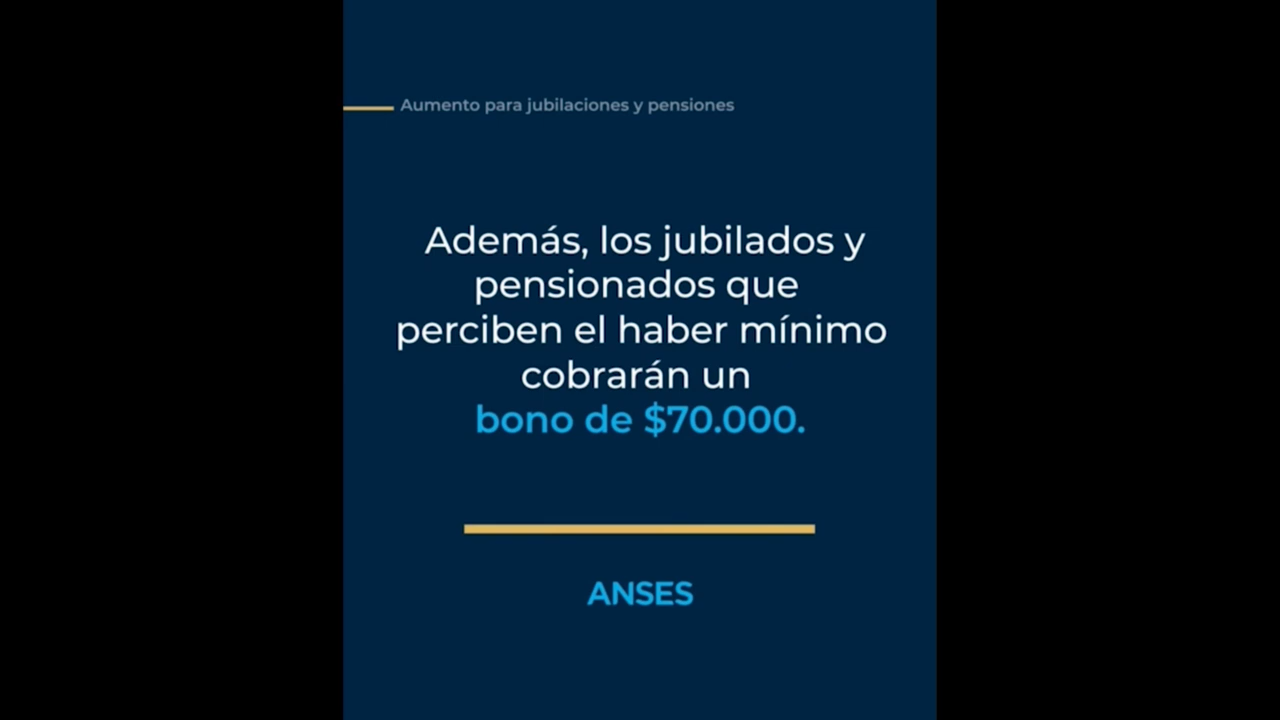 Aumento para jubilaciones y pensiones
Además, los jubilados y
pensionados que
perciben el haber mínimo
cobrarán un
bono de $70.000.
ANSES